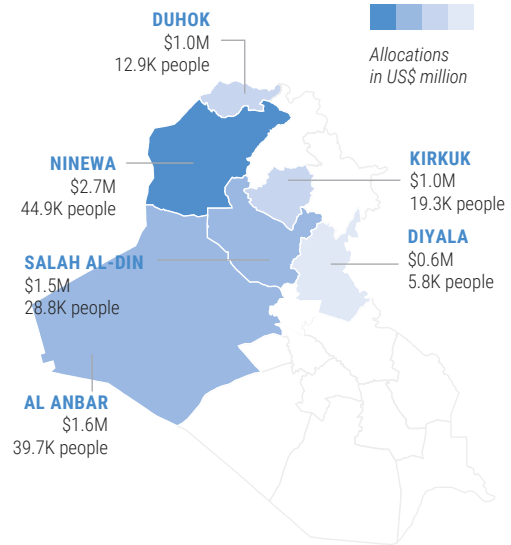 DUHOK
$1.0M
12.9K people
Allocations
in US$ million
NINEWA
$2.7M
44.9K people
KIRKUK
$1.0M
19.3K people
DIYALA
$0.6M
5.8K people
SALAH AL-DIN
$1.5M
28.8K people
AL ANBAR
$1.6M
39.7K people